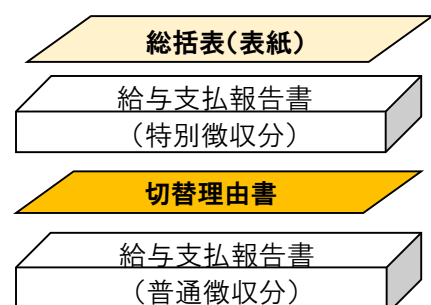 総括表（表紙）
給与支払報告書
（特別徴収分）
切替理由書
給与支払報告書
（普通徴収分）